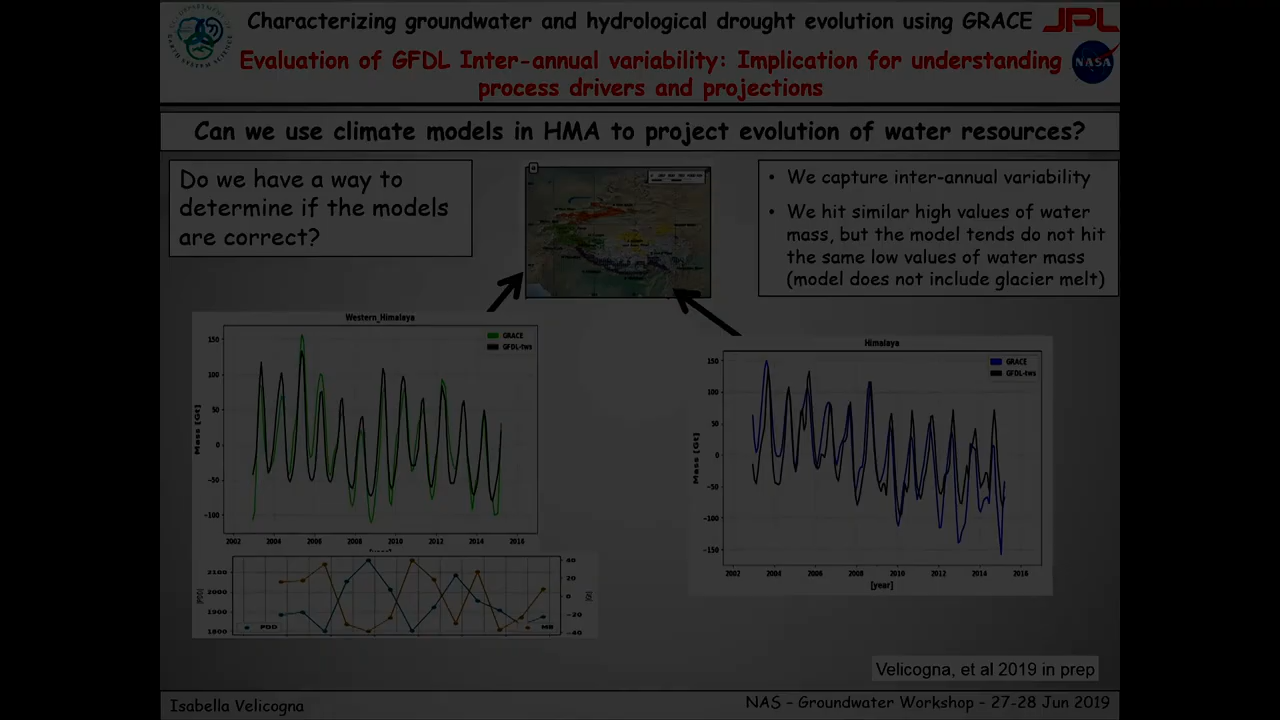 Characterizing groundwater and hydrological drought evolution using GRACE
JPL
Evaluation of GFDL Inter-annual variability: Implication for understanding
NASA
process drivers and projections
Can we use climate models in HMA to project evolution of water resources?
Do we have a way to
determine if the models
are correct?
• We capture inter-annual variability
• We hit similar high values of water
mass, but the model tends do not hit
the same low values of water mass
(model does not include glacier melt)
Western_Himalaya
GRACE
GFDL-tws
150
100
50
0
−50
−100
Mass [Gt]
2002 2004 2006 2008 2010 2012 2014 2016
[year]
2100
2000
1900
1800
PDD
MB
40
20
0
−20
−40
Himalaya
GRACE
GFDL-tws
150
100
50
0
−50
−100
−150
Mass [Gt]
2002 2004 2006 2008 2010 2012 2014 2016
[year]
Velicogna, et al 2019 in prep
Isabella Velicogna
NAS – Groundwater Workshop - 27-28 Jun 2019